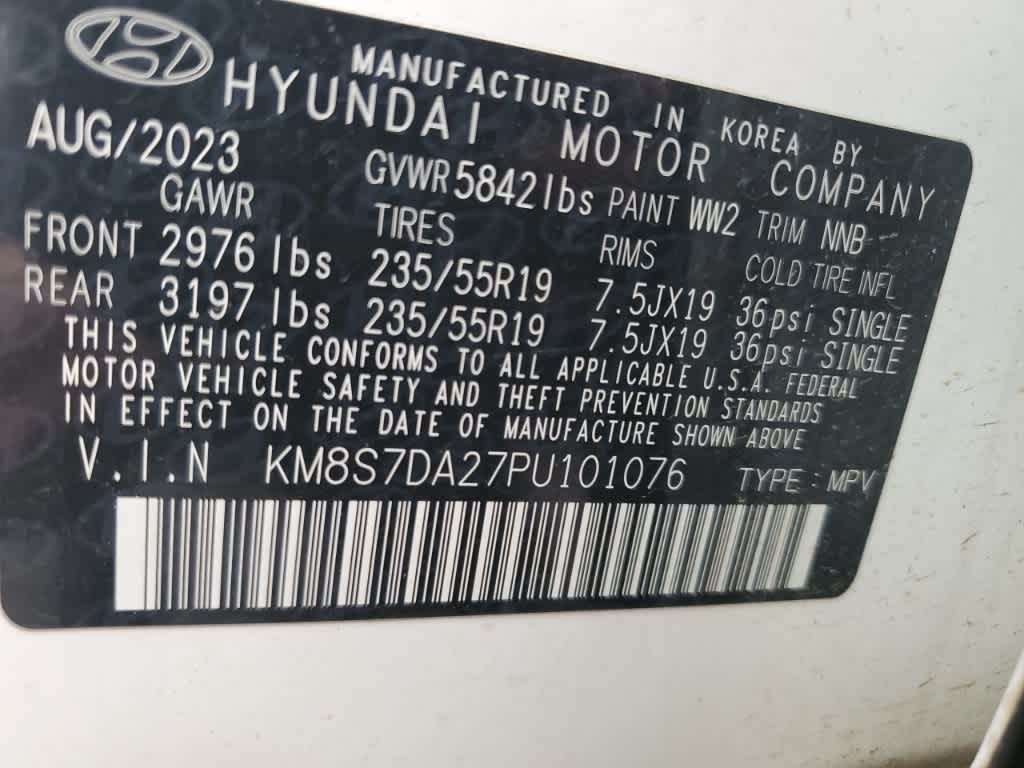 MANUFACTURED IN KOREA BY
HYUNDAI MOTOR COMPANY
AUG/2023 GVWR 5842 lbs PAINT WW2 TRIM NNB
GAWR TIRES RIMS COLD TIRE INFL
FRONT 2976 lbs 235/55R19 7.5JX19 36psi SINGLE
REAR 3197 lbs 235/55R19 7.5JX19 36psi SINGLE
THIS VEHICLE CONFORMS TO ALL APPLICABLE U.S.A. FEDERAL
MOTOR VEHICLE SAFETY AND THEFT PREVENTION STANDARDS
IN EFFECT ON THE DATE OF MANUFACTURE SHOWN ABOVE
V.I.N KM8S7DA27PU101076 TYPE : MPV